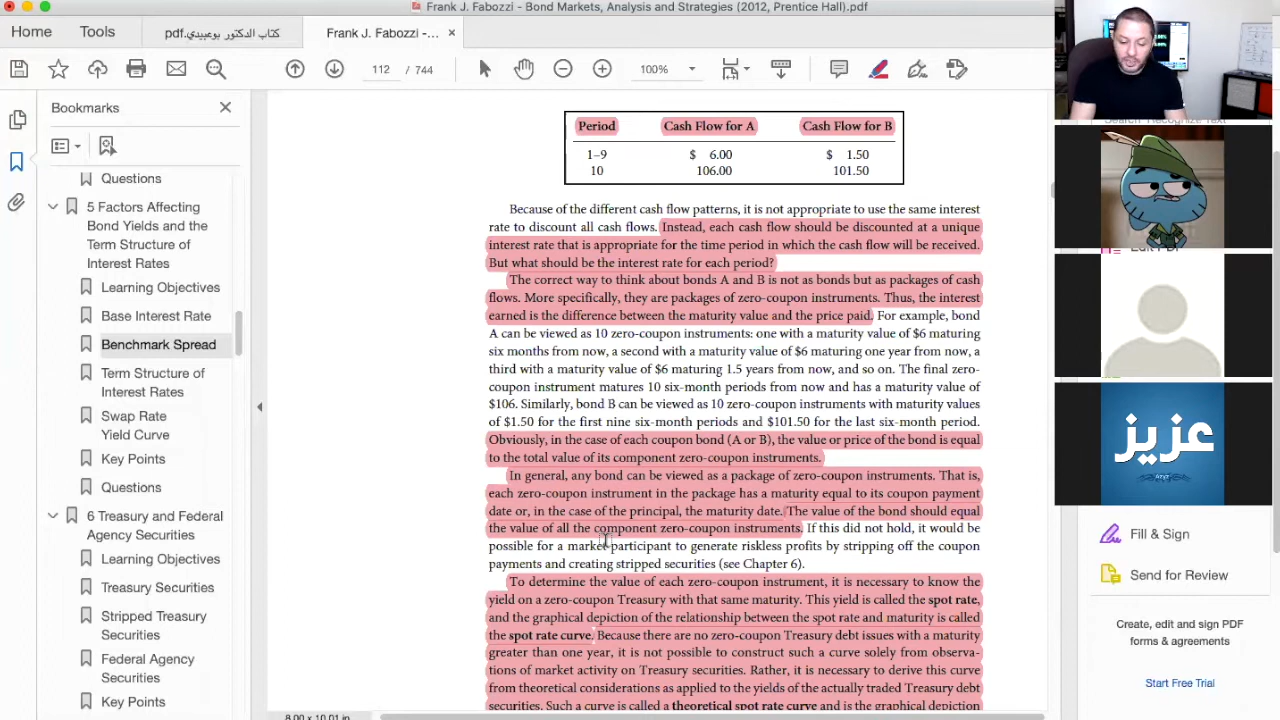 Frank J. Fabozzi - Bond Markets, Analysis and Strategies (2012, Prentice Hall).pdf
Home
Tools
كتاب الدكتور بوعبيدي.pdf
Frank J. Fabozzi -...
112 / 744
100%
Bookmarks
Questions
5 Factors Affecting
Bond Yields and the
Term Structure of
Interest Rates
Learning Objectives
Base Interest Rate
Benchmark Spread
Term Structure of
Interest Rates
Swap Rate
Yield Curve
Key Points
Questions
6 Treasury and Federal
Agency Securities
Learning Objectives
Treasury Securities
Stripped Treasury
Securities
Federal Agency
Securities
Key Points
Period Cash Flow for A Cash Flow for B
1–9 $ 6.00 $ 1.50
10 106.00 101.50
Because of the different cash flow patterns, it is not appropriate to use the same interest
rate to discount all cash flows. Instead, each cash flow should be discounted at a unique
interest rate that is appropriate for the time period in which the cash flow will be received.
But what should be the interest rate for each period?
The correct way to think about bonds A and B is not as bonds but as packages of cash
flows. More specifically, they are packages of zero-coupon instruments. Thus, the interest
earned is the difference between the maturity value and the price paid. For example, bond
A can be viewed as 10 zero-coupon instruments: one with a maturity value of $6 maturing
six months from now, a second with a maturity value of $6 maturing one year from now, a
third with a maturity value of $6 maturing 1.5 years from now, and so on. The final zero-
coupon instrument matures 10 six-month periods from now and has a maturity value of
$106. Similarly, bond B can be viewed as 10 zero-coupon instruments with maturity values
of $1.50 for the first nine six-month periods and $101.50 for the last six-month period.
Obviously, in the case of each coupon bond (A or B), the value or price of the bond is equal
to the total value of its component zero-coupon instruments.
In general, any bond can be viewed as a package of zero-coupon instruments. That is,
each zero-coupon instrument in the package has a maturity equal to its coupon payment
date or, in the case of the principal, the maturity date. The value of the bond should equal
the value of all the component zero-coupon instruments. If this did not hold, it would be
possible for a market participant to generate riskless profits by stripping off the coupon
payments and creating stripped securities (see Chapter 6).
To determine the value of each zero-coupon instrument, it is necessary to know the
yield on a zero-coupon Treasury with that same maturity. This yield is called the spot rate,
and the graphical depiction of the relationship between the spot rate and maturity is called
the spot rate curve. Because there are no zero-coupon Treasury debt issues with a maturity
greater than one year, it is not possible to construct such a curve solely from observa-
tions of market activity on Treasury securities. Rather, it is necessary to derive this curve
from theoretical considerations as applied to the yields of the actually traded Treasury debt
securities. Such a curve is called a theoretical spot rate curve and is the graphical depiction
8.00 x 10.01 in
عزيز
Azyz
Send for Review
Create, edit and sign PDF
forms & agreements
Start Free Trial
Fill & Sign